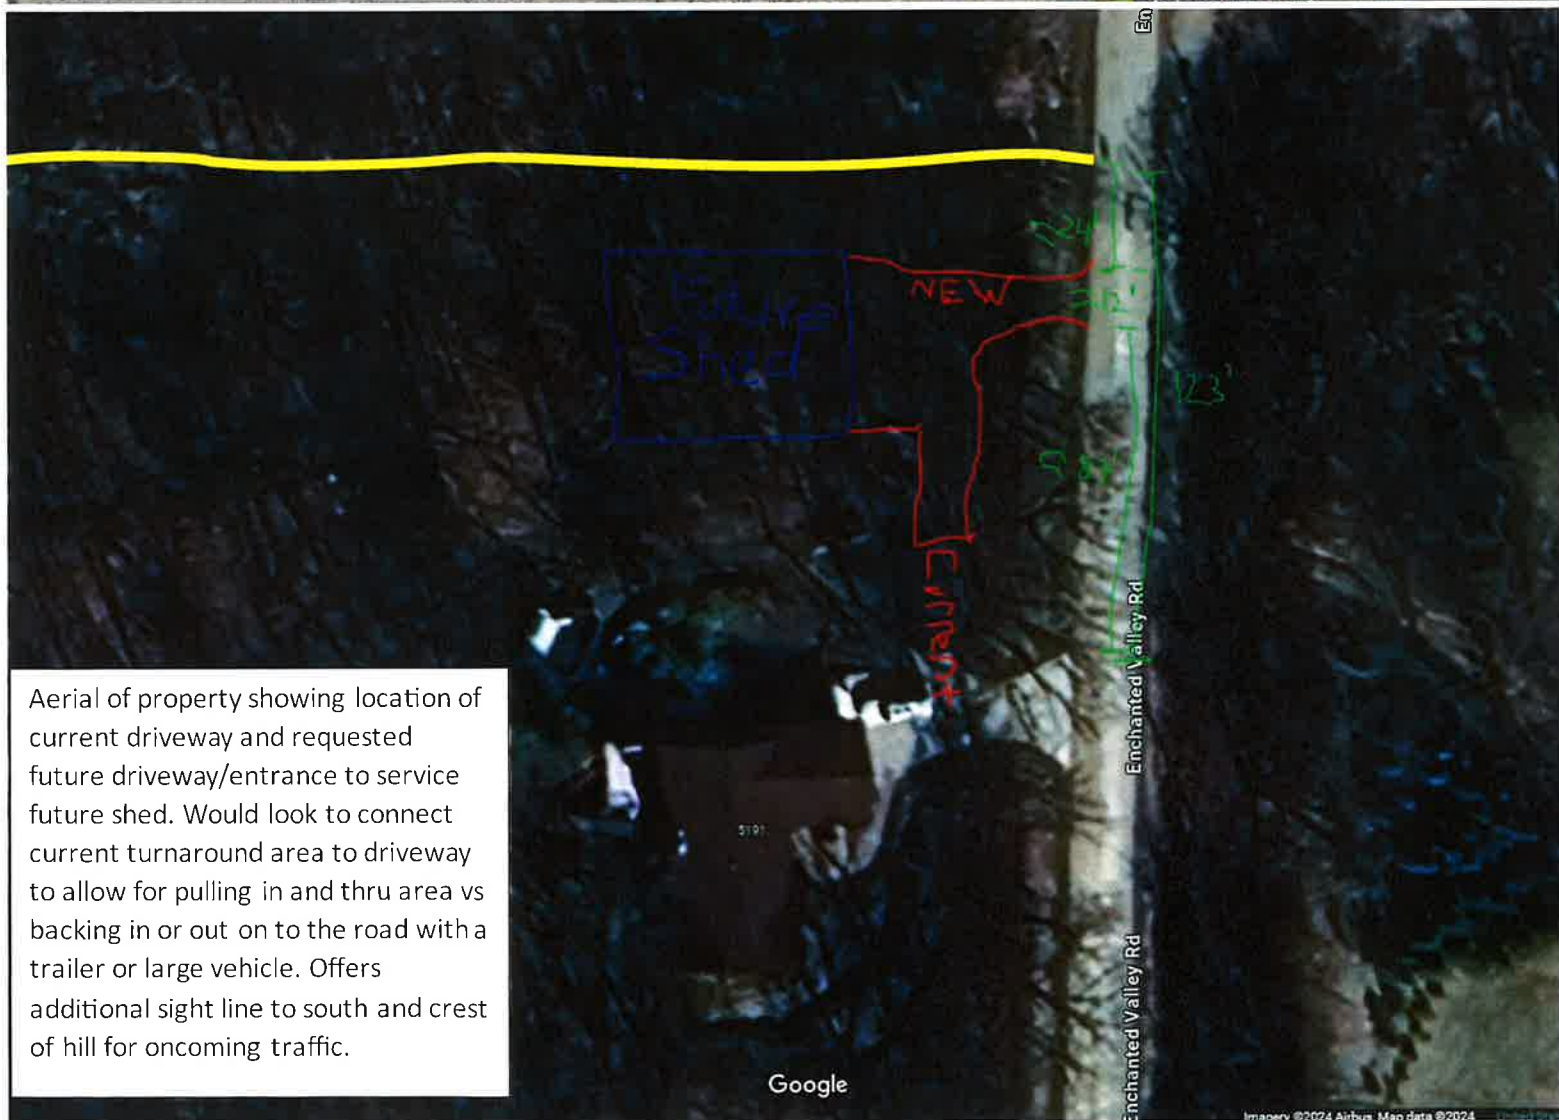 En
NEW
Future
Shed
123'
Current
Enchanted Valley Rd
5191
Aerial of property showing location of
current driveway and requested
future driveway/entrance to service
future shed. Would look to connect
current turnaround area to driveway
to allow for pulling in and thru area vs
backing in or out on to the road with a
trailer or large vehicle. Offers
additional sight line to south and crest
of hill for oncoming traffic.
Enchanted Valley Rd
Google
Imagery ©2024 Airbus, Map data ©2024